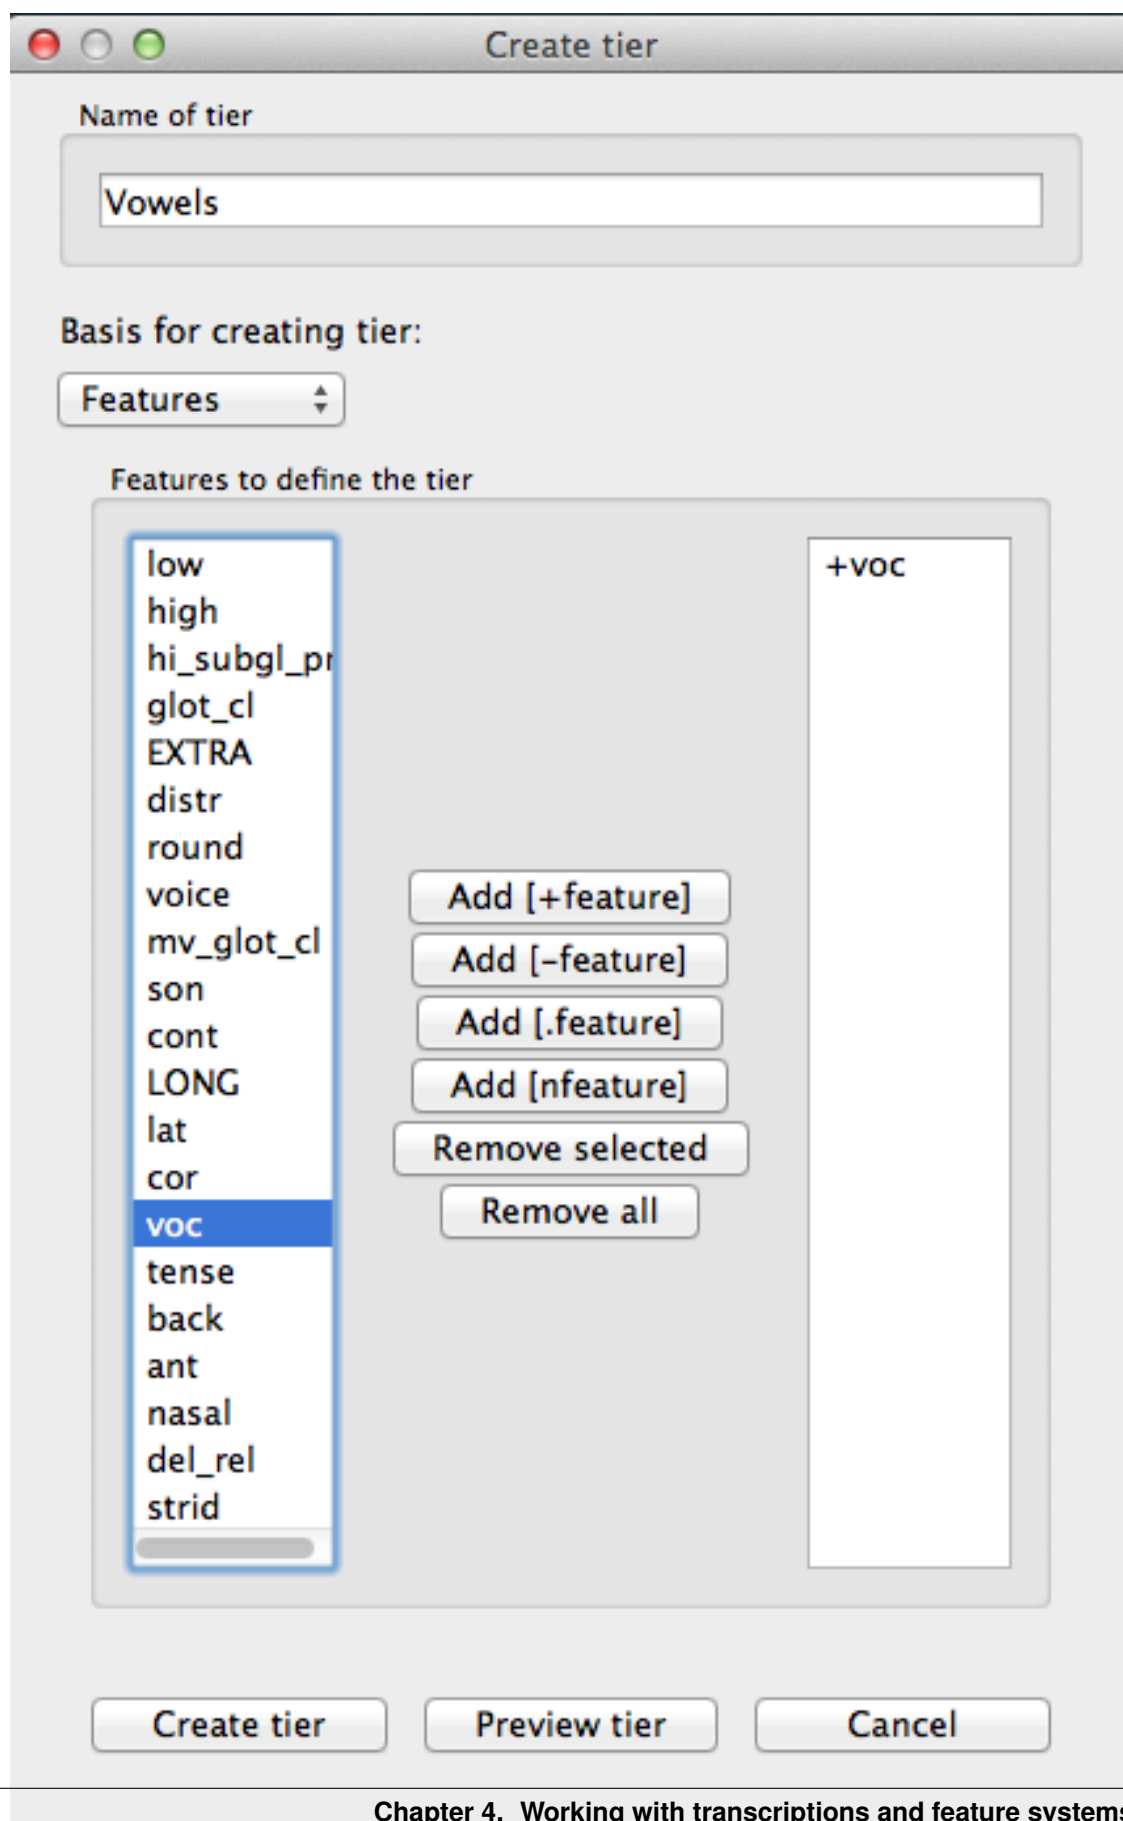 Create tier
Name of tier
Vowels
Basis for creating tier:
Features
Features to define the tier
low
high
hi_subgl_pr
glot_cl
EXTRA
distr
round
voice
mv_glot_cl
son
cont
LONG
lat
cor
voc
tense
back
ant
nasal
del_rel
strid
Add [+feature]
Add [-feature]
Add [.feature]
Add [nfeature]
Remove selected
Remove all
+voc
Create tier Preview tier Cancel
Chapter 4. Working with transcriptions and feature systems